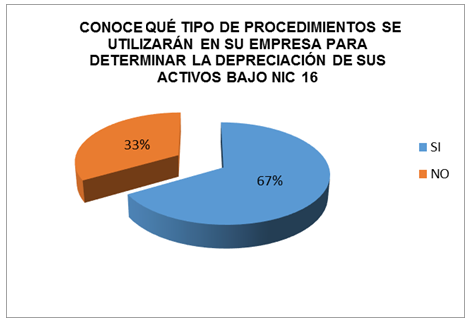 CONOCE QUÉ TIPO DE PROCEDIMIENTOS SE
UTILIZARÁN EN SU EMPRESA PARA
DETERMINAR LA DEPRECIACIÓN DE SUS
ACTIVOS BAJO NIC 16
33%
67%
SI
NO